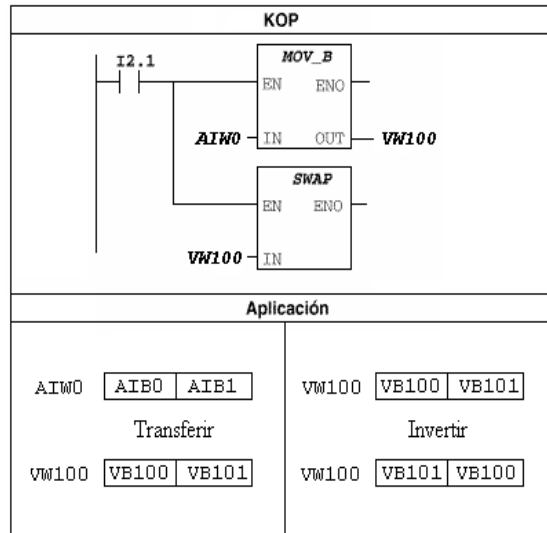 KOP
I2.1
MOV_B
EN ENO
AIW0 IN OUT VW100
SWAP
EN ENO
VW100 IN
Aplicación
AIW0 AIB0 AIB1
Transferir
VW100 VB100 VB101
VW100 VB100 VB101
Invertir
VW100 VB101 VB100